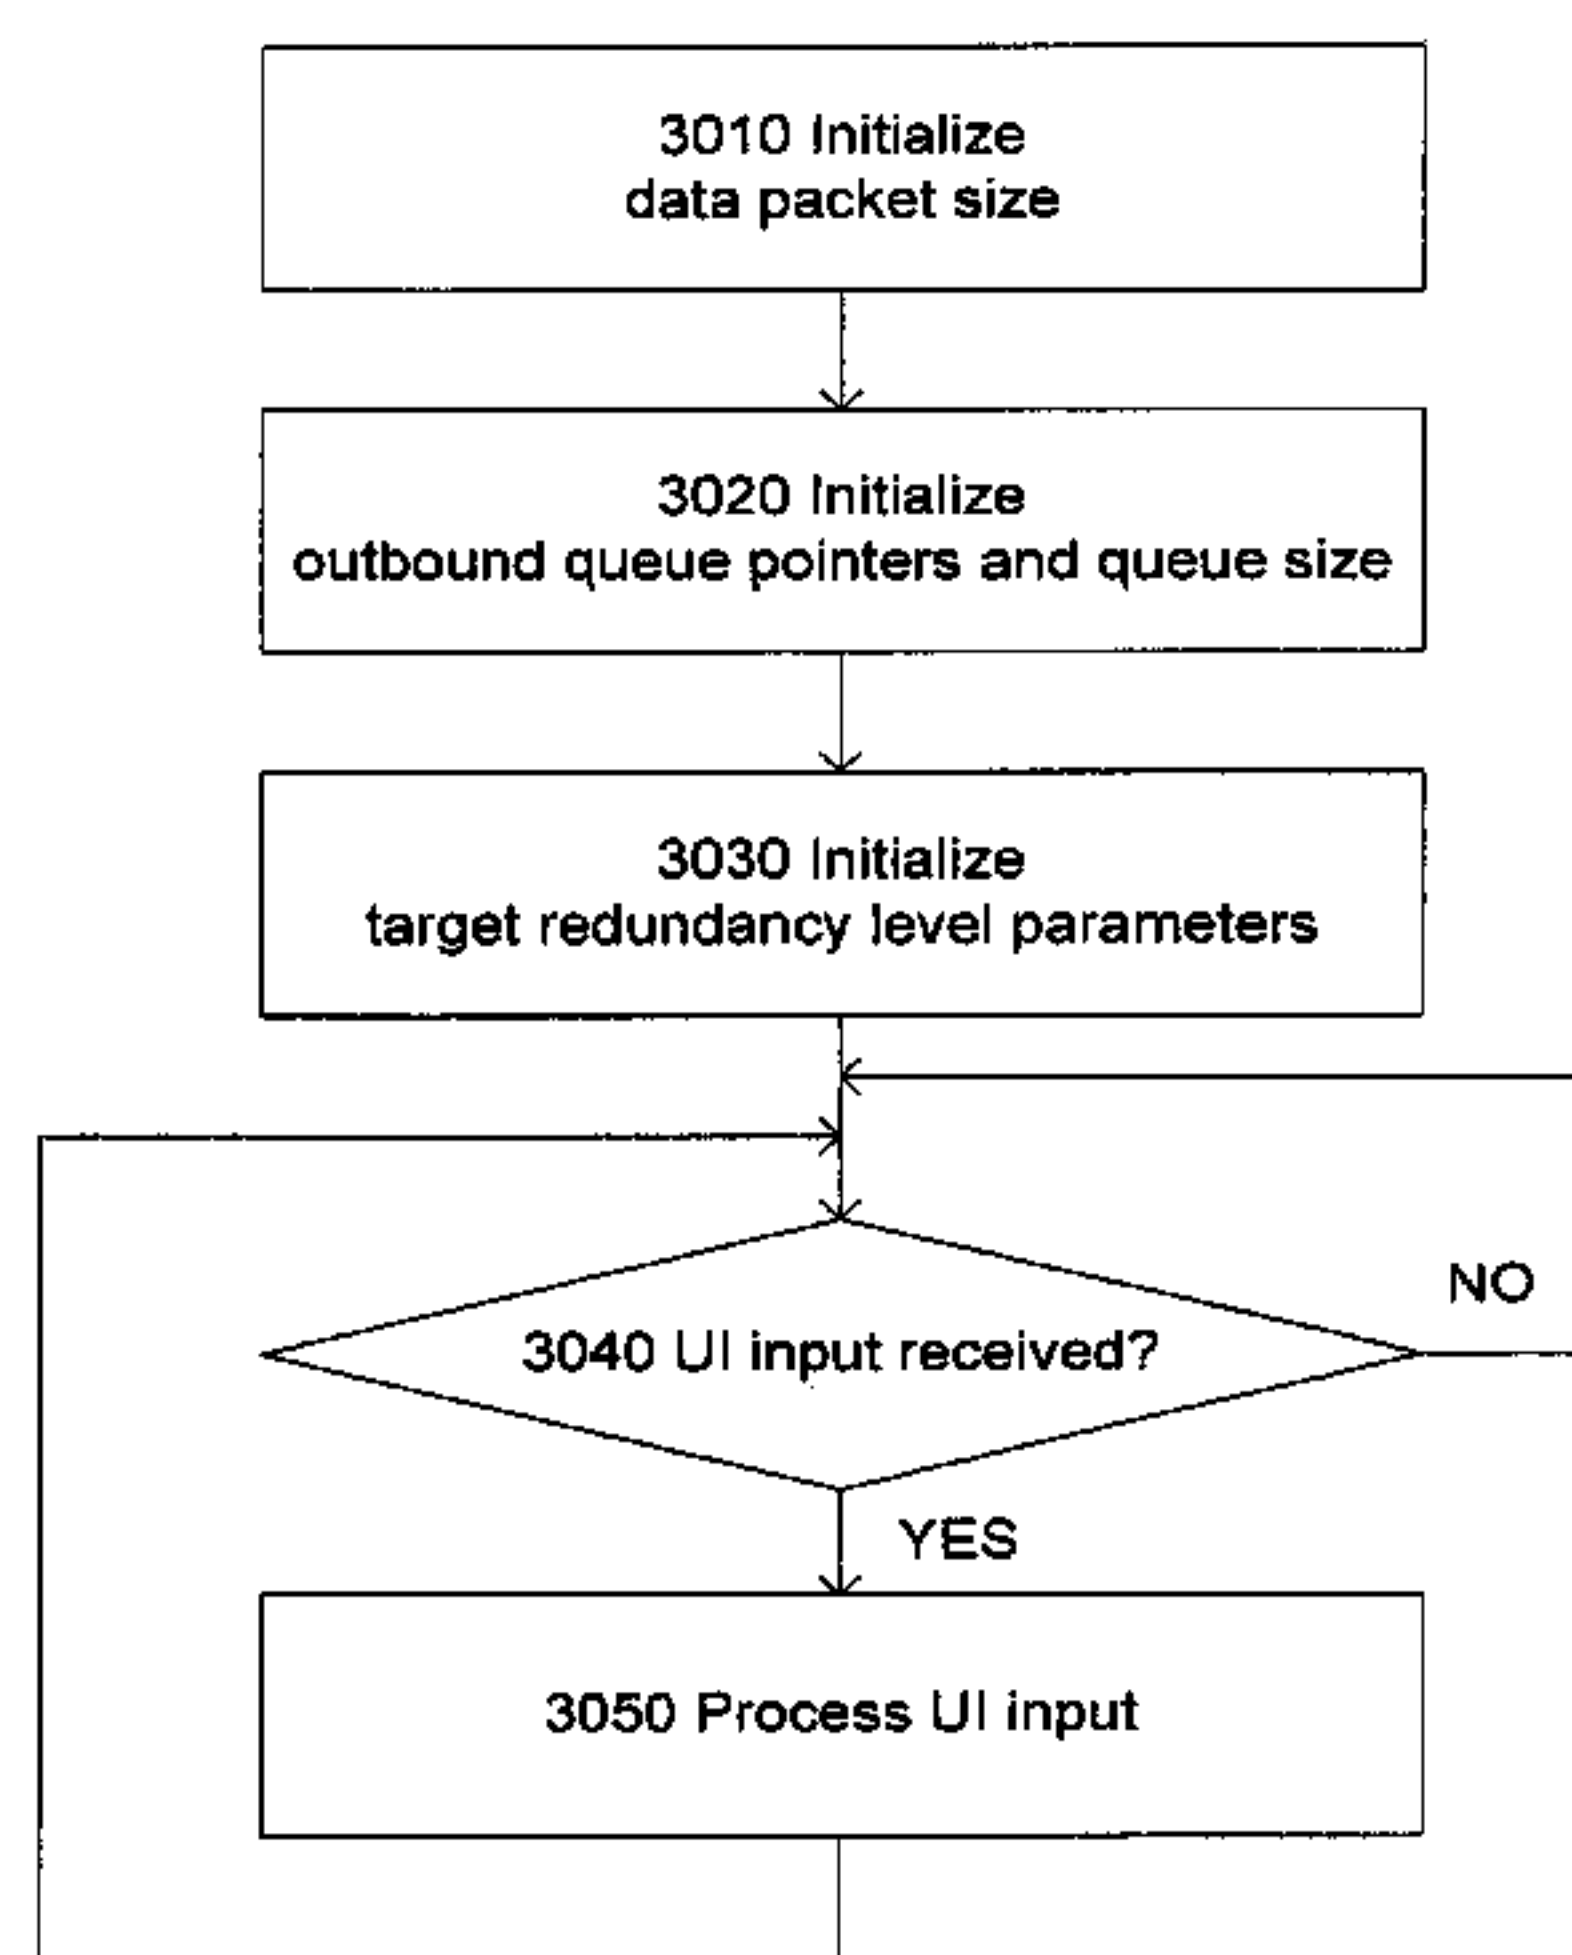 3010 Initialize
data packet size
3020 Initialize
outbound queue pointers and queue size
3030 Initialize
target redundancy level parameters
NO
3040 UI input received?
YES
3050 Process UI input